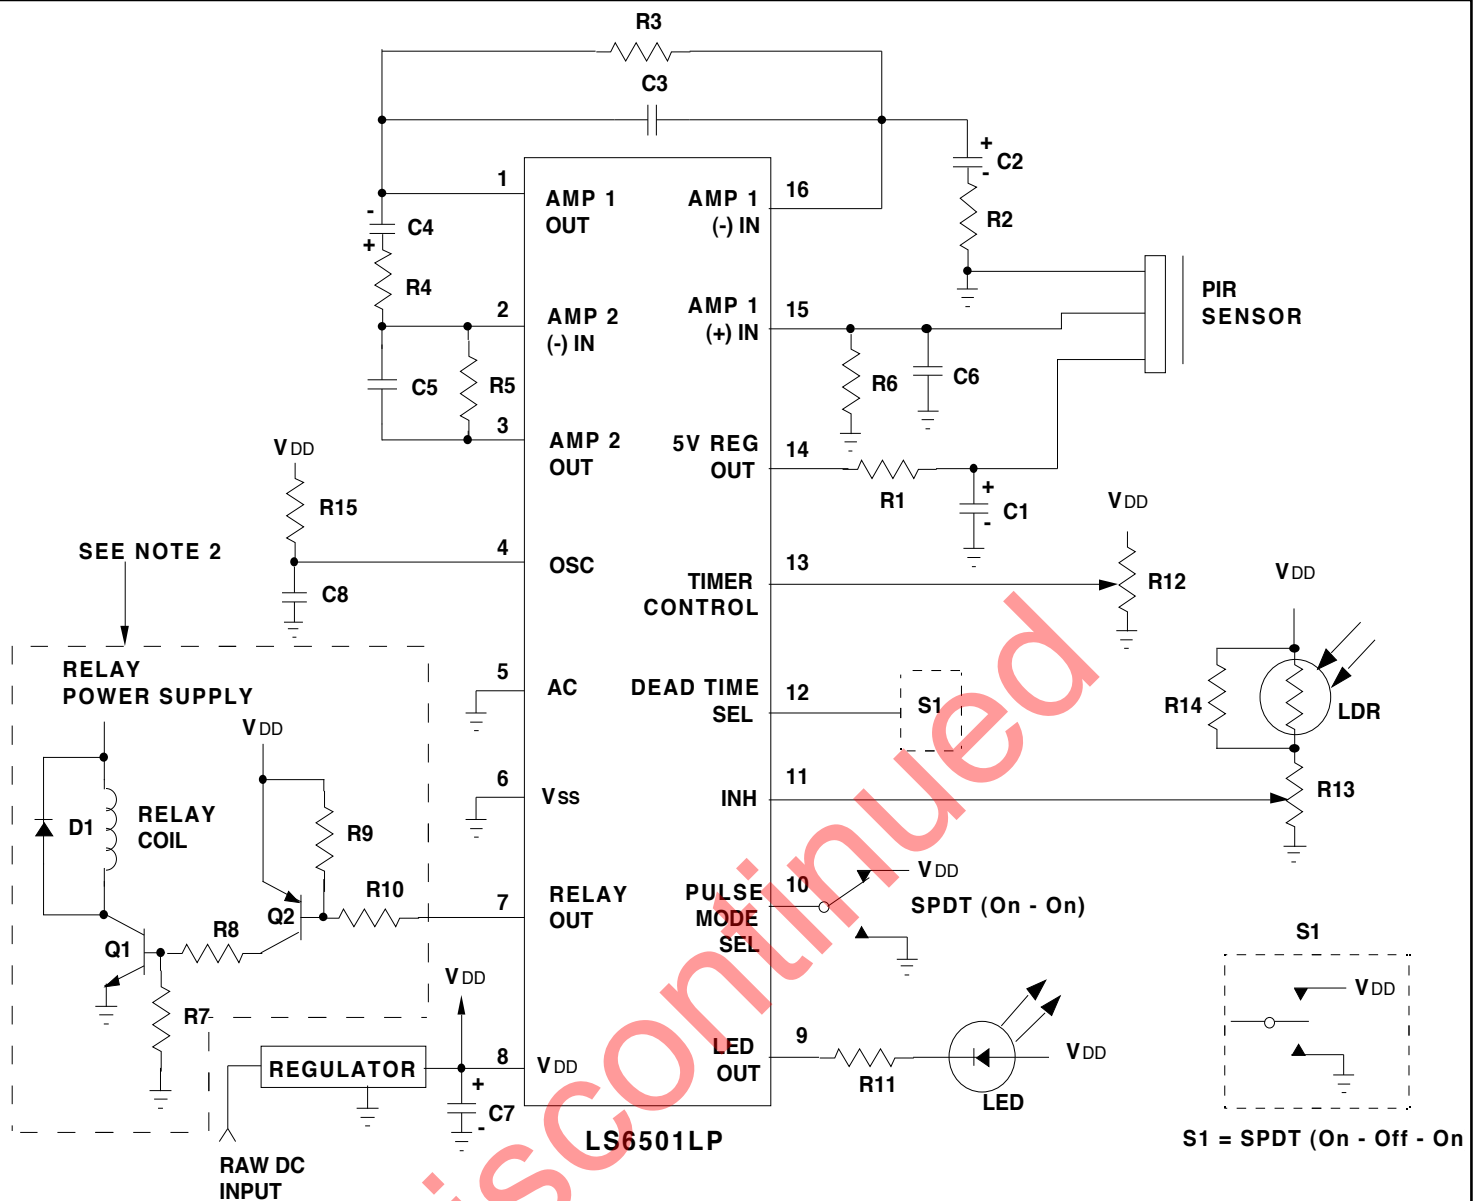 R3
C3
1
AMP 1
OUT
AMP 1
(-) IN
16
+
C2
-
R2
-
C4
+
R4
2
AMP 2
(-) IN
AMP 1
(+) IN
15
PIR
SENSOR
C5
R5
R6
C6
3
AMP 2
OUT
5V REG
OUT
14
R1
+
C1
-
VDD
R15
SEE NOTE 2
4
OSC
C8
13
TIMER
CONTROL
VDD
R12
VDD
RELAY
POWER SUPPLY
5
AC
DEAD TIME
SEL
12
S1
R14
LDR
VDD
6
VSS
INH
11
R13
D1
RELAY
COIL
R9
R10
7
RELAY
OUT
PULSE
MODE
SEL
10
VDD
SPDT (On - On)
Q2
R8
Q1
R7
S1
VDD
VDD
REGULATOR
8
VDD
+
C7
-
LED
OUT
9
R11
VDD
LED
LS6501LP
S1 = SPDT (On - Off - On
RAW DC
INPUT
iscontinued